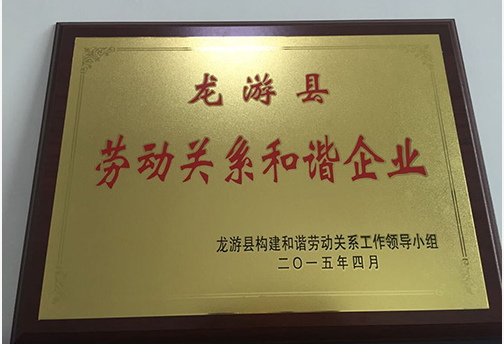 龙游县
劳动关系和谐企业
龙游县构建和谐劳动关系工作领导小组
二〇一五年四月